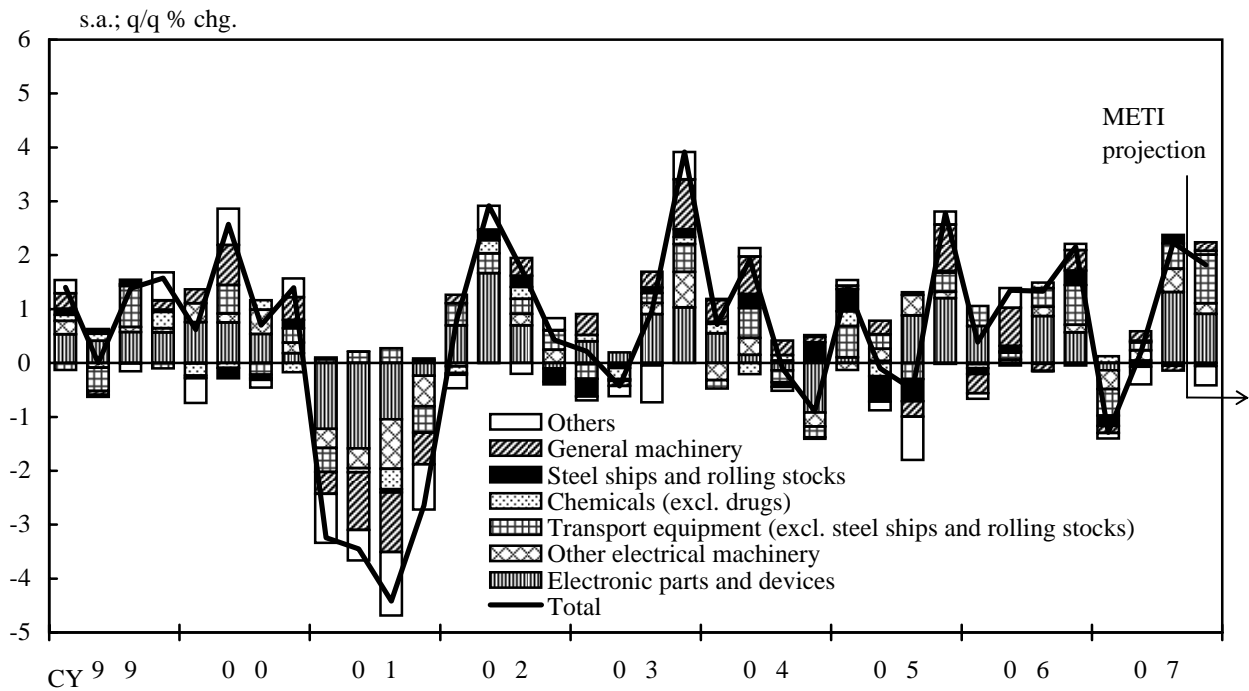 s.a.; q/q % chg.
6
5
4
3
2
1
0
-1
-2
-3
-4
-5
METI
projection
Others
General machinery
Steel ships and rolling stocks
Chemicals (excl. drugs)
Transport equipment (excl. steel ships and rolling stocks)
Other electrical machinery
Electronic parts and devices
Total
CY 9 9 0 0 0 1 0 2 0 3 0 4 0 5 0 6 0 7